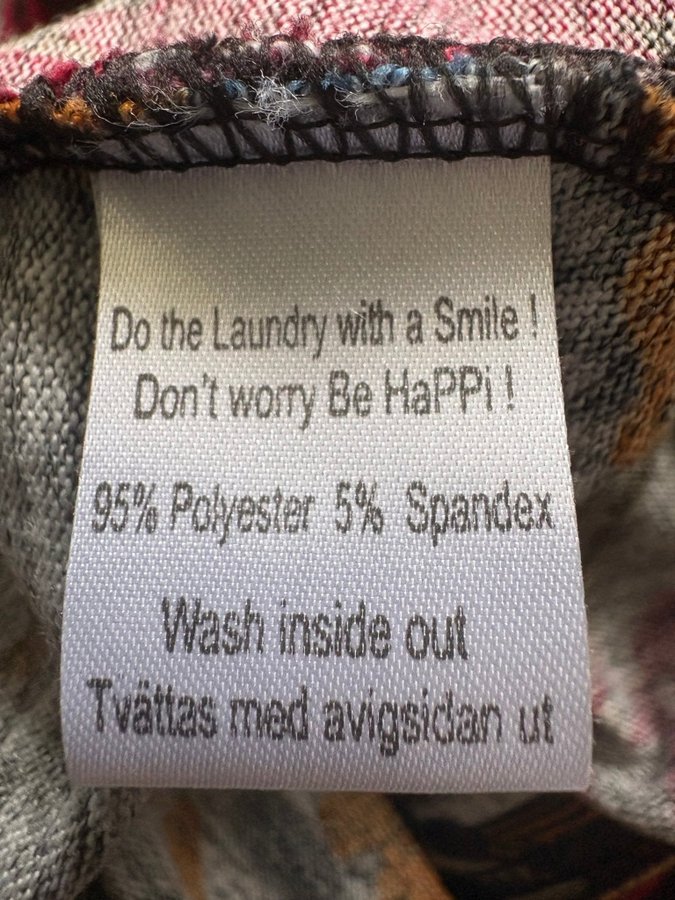 Do the Laundry with a Smile !
Don't worry Be HaPPi !
95% Polyester 5% Spandex
Wash inside out
Tvättas med avigsidan ut